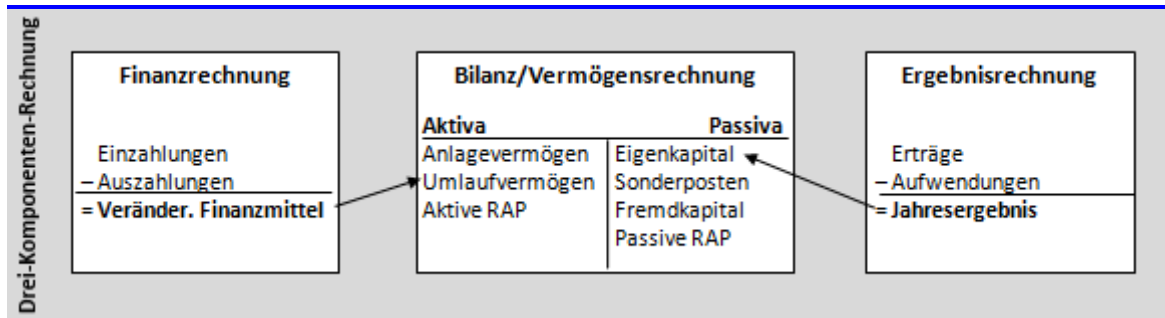 Drei-Komponenten-Rechnung
Finanzrechnung
Einzahlungen
– Auszahlungen
= Veränder. Finanzmittel
Bilanz/Vermögensrechnung
Aktiva Passiva
Anlagevermögen Eigenkapital
Umlaufvermögen Sonderposten
Aktive RAP Fremdkapital
Passive RAP
Ergebnisrechnung
Erträge
– Aufwendungen
= Jahresergebnis